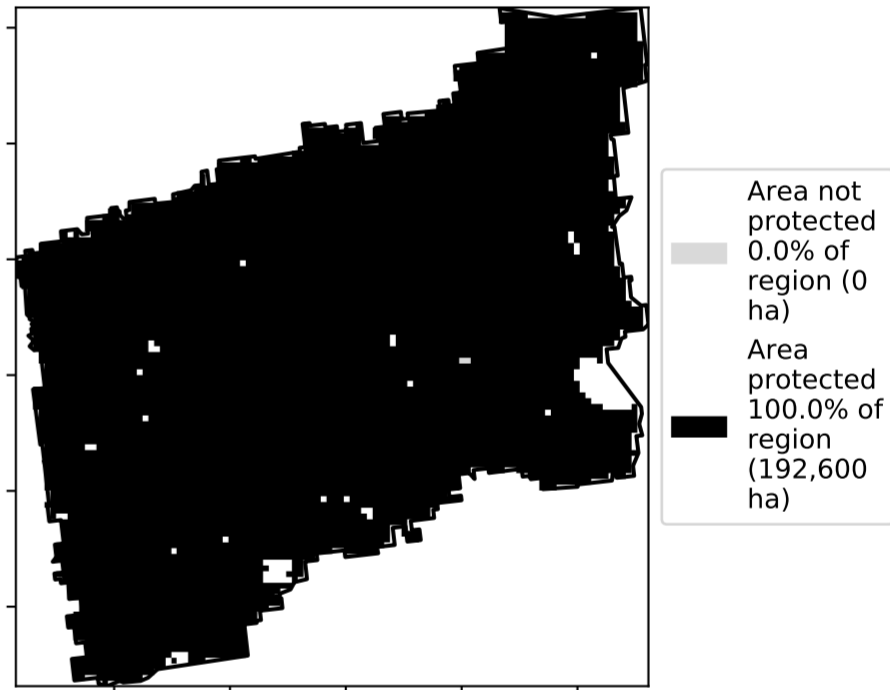 Area not
protected
0.0% of
region (0
ha)
Area
protected
100.0% of
region
(192,600
ha)